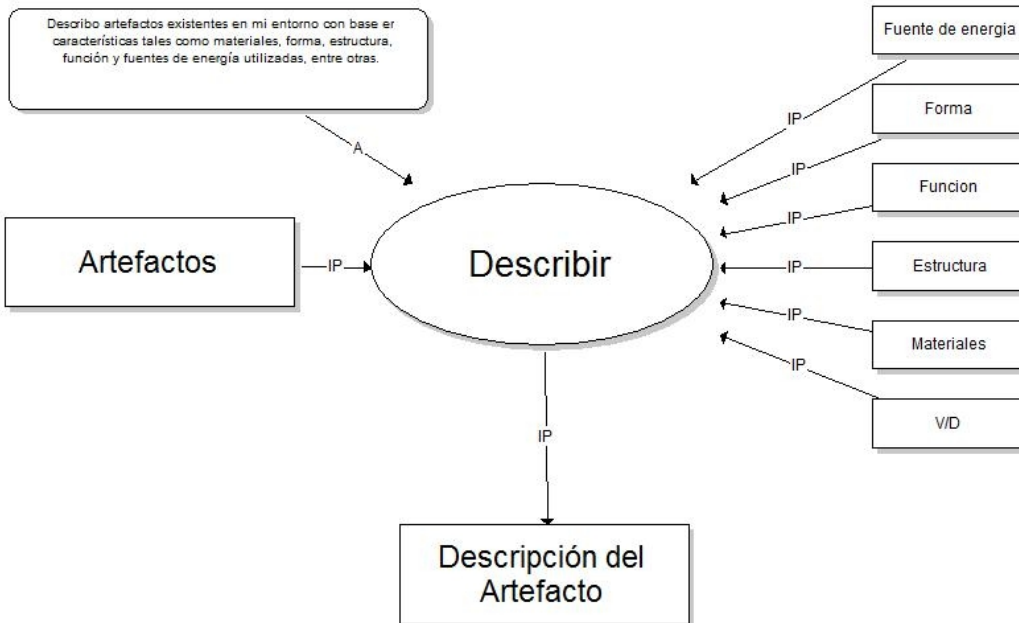 Describo artefactos existentes en mi entorno con base er
características tales como materiales, forma, estructura,
función y fuentes de energía utilizadas, entre otras.
A
Fuente de energia
IP
Forma
IP
Funcion
IP
Artefactos
IP
Describir
Estructura
IP
Materiales
IP
V/D
IP
IP
Descripción del
Artefacto